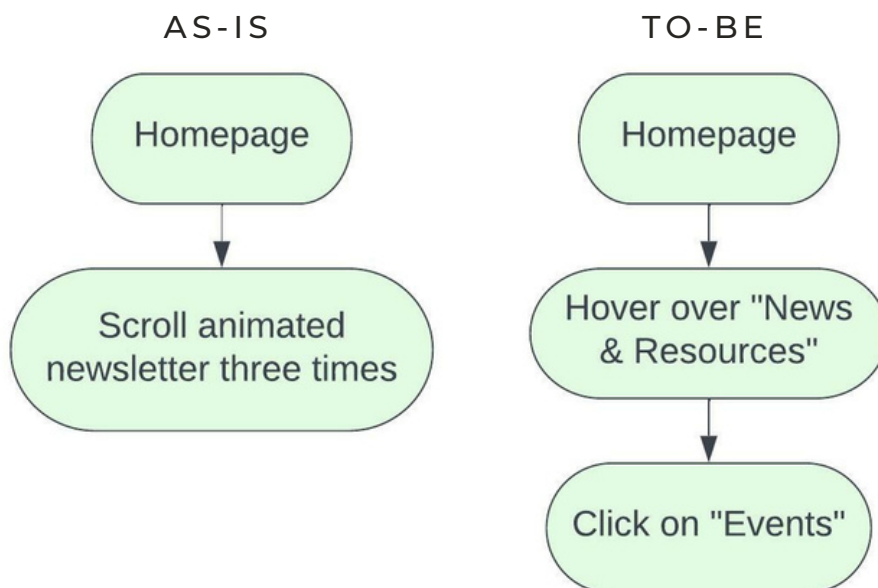 AS-IS
Homepage
Scroll animated
newsletter three times
TO-BE
Homepage
Hover over "News
& Resources"
Click on "Events"